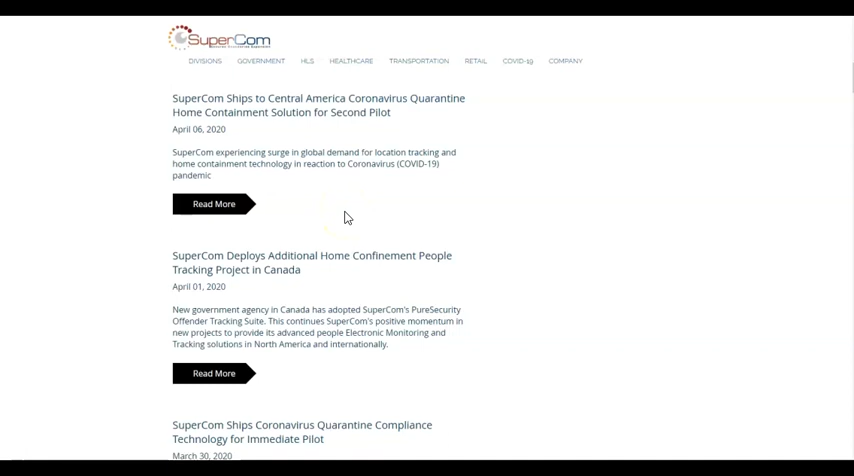 SuperCom
DIVISIONS GOVERNMENT HLS HEALTHCARE TRANSPORTATION RETAIL COVID-19 COMPANY
SuperCom Ships to Central America Coronavirus Quarantine
Home Containment Solution for Second Pilot
April 06, 2020
SuperCom experiencing surge in global demand for location tracking and
home containment technology in reaction to Coronavirus (COVID-19)
pandemic
Read More
SuperCom Deploys Additional Home Confinement People
Tracking Project in Canada
April 01, 2020
New government agency in Canada has adopted SuperCom's PureSecurity
Offender Tracking Suite. This continues SuperCom's positive momentum in
new projects to provide its advanced people Electronic Monitoring and
Tracking solutions in North America and internationally.
Read More
SuperCom Ships Coronavirus Quarantine Compliance
Technology for Immediate Pilot
March 30, 2020